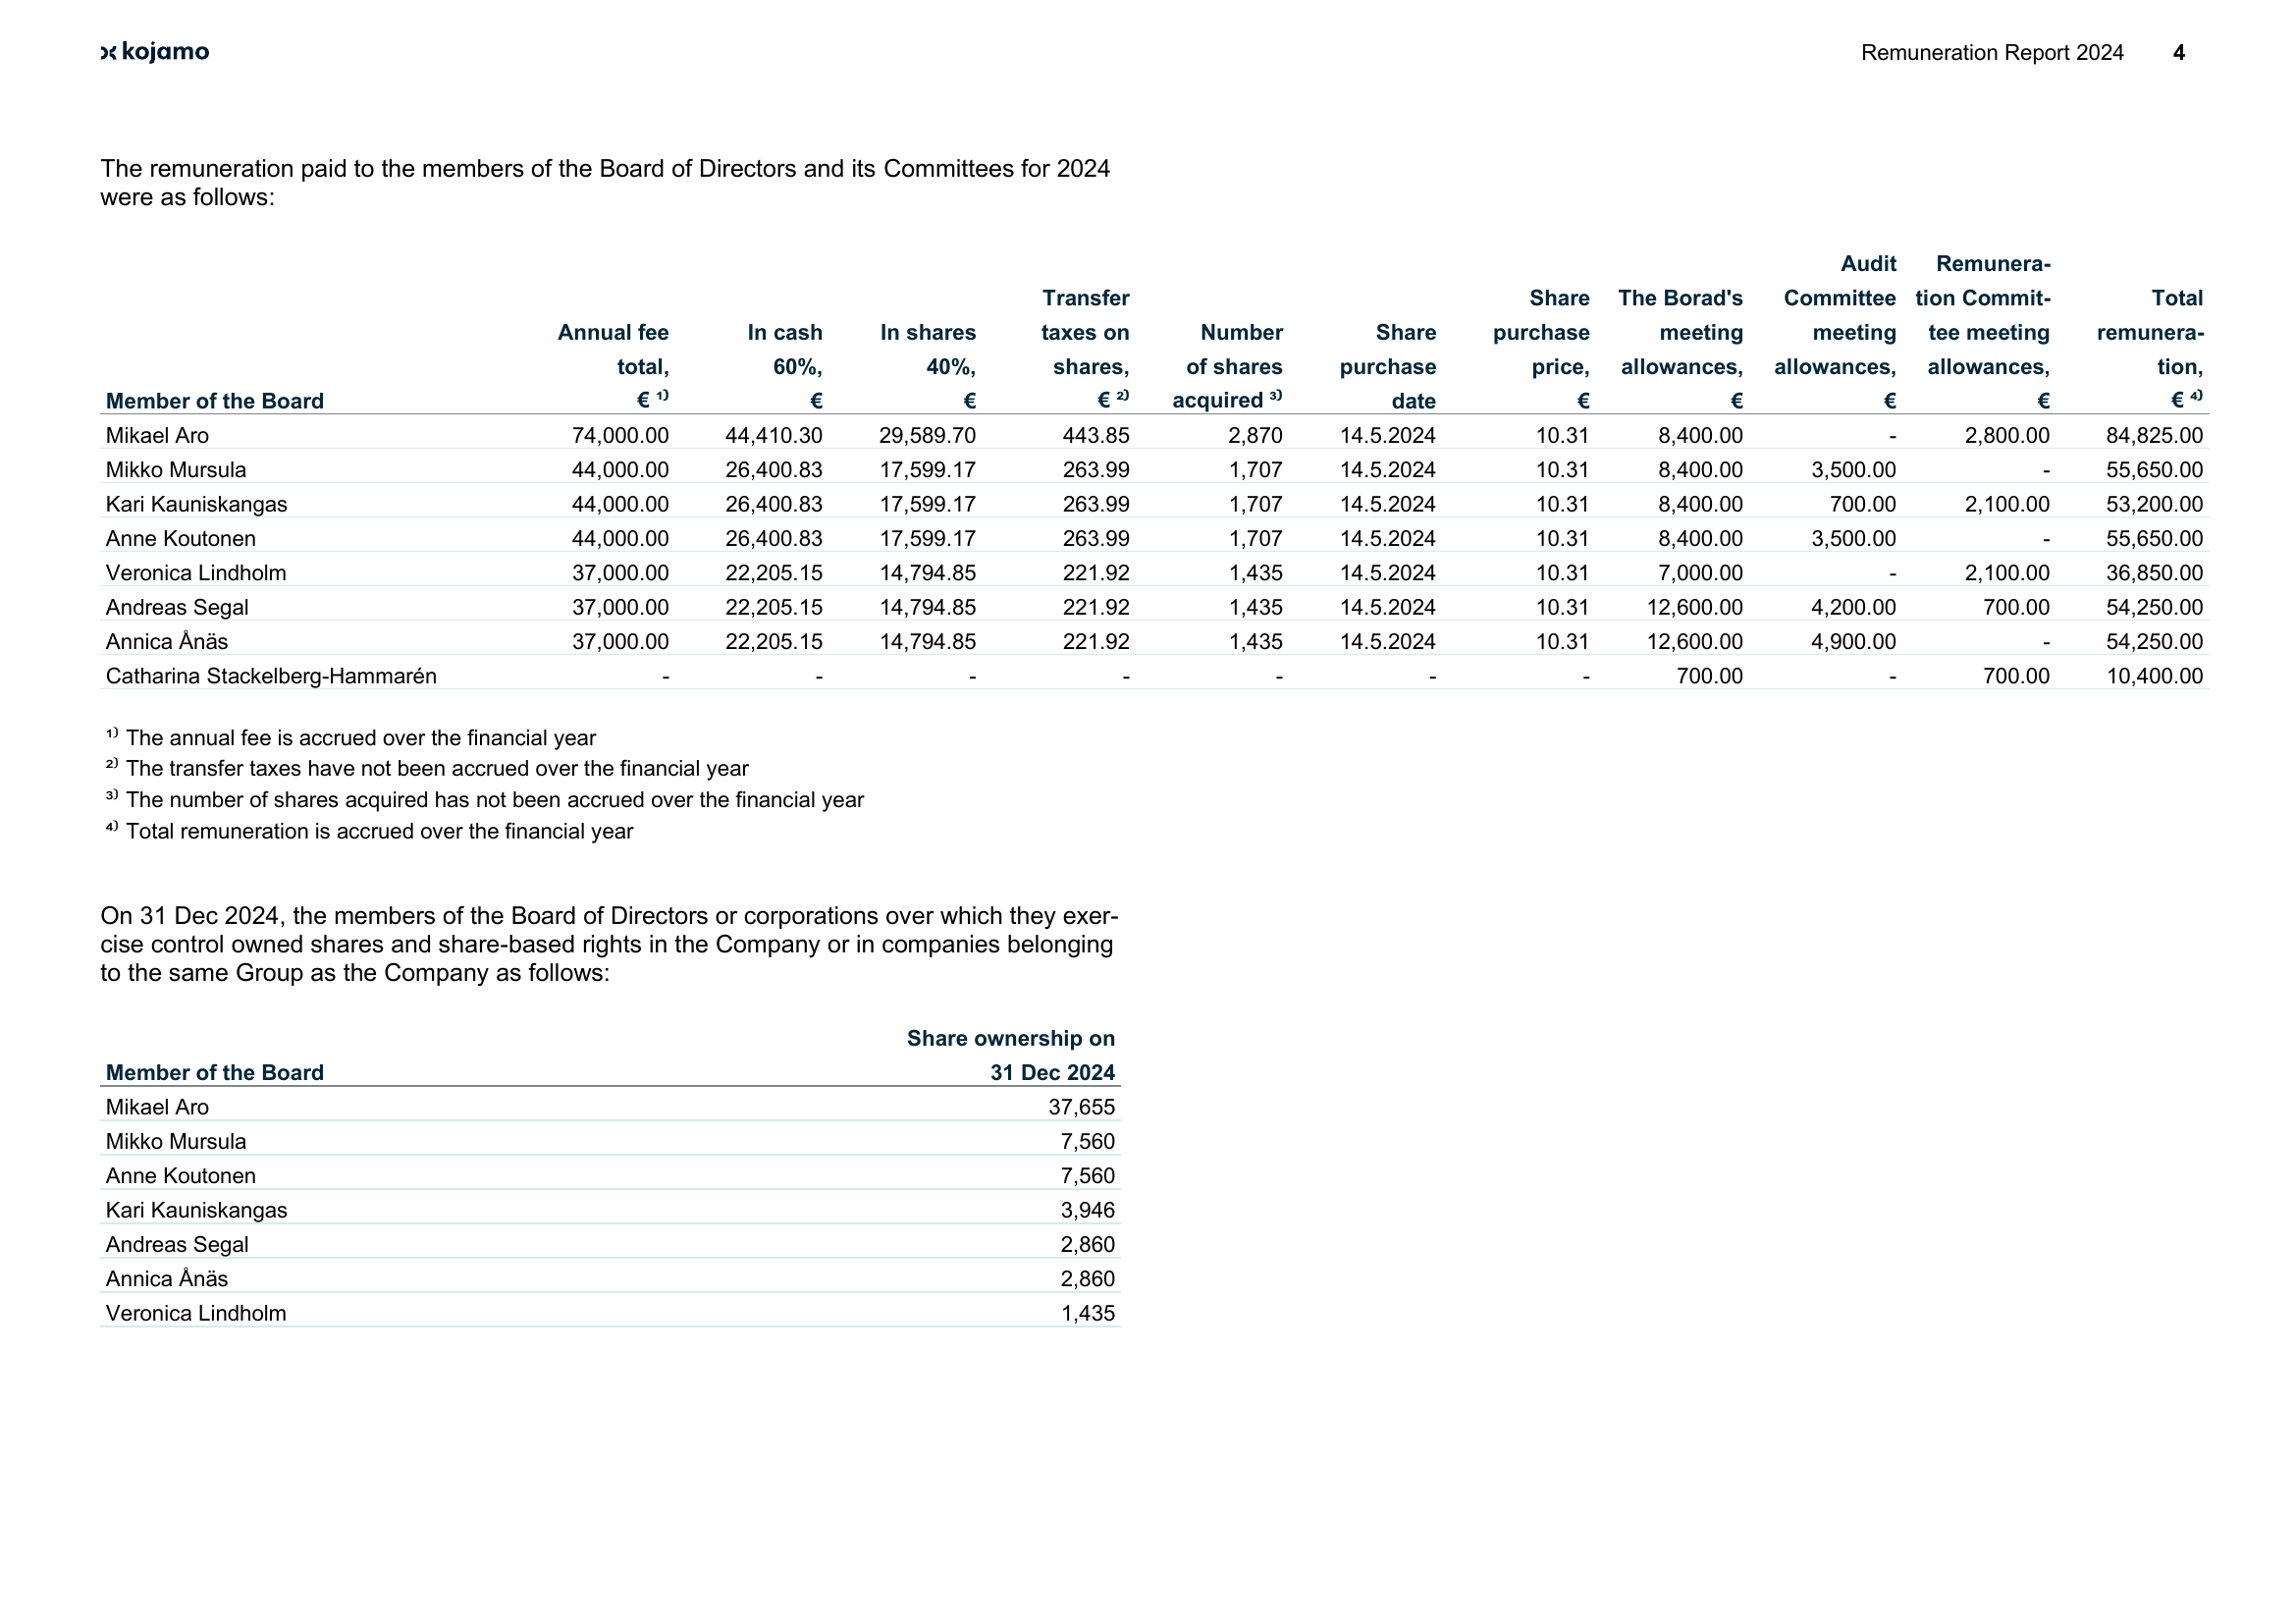 kojamo
Remuneration Report 2024 4
The remuneration paid to the members of the Board of Directors and its Committees for 2024
were as follows:
Audit Remunera-
Transfer Share The Borad's Committee tion Commit- Total
Annual fee In cash In shares taxes on Number Share purchase meeting meeting tee meeting remunera-
total, 60%, 40%, shares, of shares purchase price, allowances, allowances, allowances, tion,
Member of the Board € ¹⁾ € € € ²⁾ acquired ³⁾ date € € € € € ⁴⁾
Mikael Aro 74,000.00 44,410.30 29,589.70 443.85 2,870 14.5.2024 10.31 8,400.00 - 2,800.00 84,825.00
Mikko Mursula 44,000.00 26,400.83 17,599.17 263.99 1,707 14.5.2024 10.31 8,400.00 3,500.00 - 55,650.00
Kari Kauniskangas 44,000.00 26,400.83 17,599.17 263.99 1,707 14.5.2024 10.31 8,400.00 700.00 2,100.00 53,200.00
Anne Koutonen 44,000.00 26,400.83 17,599.17 263.99 1,707 14.5.2024 10.31 8,400.00 3,500.00 - 55,650.00
Veronica Lindholm 37,000.00 22,205.15 14,794.85 221.92 1,435 14.5.2024 10.31 7,000.00 - 2,100.00 36,850.00
Andreas Segal 37,000.00 22,205.15 14,794.85 221.92 1,435 14.5.2024 10.31 12,600.00 4,200.00 700.00 54,250.00
Annica Ånäs 37,000.00 22,205.15 14,794.85 221.92 1,435 14.5.2024 10.31 12,600.00 4,900.00 - 54,250.00
Catharina Stackelberg-Hammarén - - - - - - - 700.00 - 700.00 10,400.00
¹⁾ The annual fee is accrued over the financial year
²⁾ The transfer taxes have not been accrued over the financial year
³⁾ The number of shares acquired has not been accrued over the financial year
⁴⁾ Total remuneration is accrued over the financial year
On 31 Dec 2024, the members of the Board of Directors or corporations over which they exer-
cise control owned shares and share-based rights in the Company or in companies belonging
to the same Group as the Company as follows:
Share ownership on
Member of the Board 31 Dec 2024
Mikael Aro 37,655
Mikko Mursula 7,560
Anne Koutonen 7,560
Kari Kauniskangas 3,946
Andreas Segal 2,860
Annica Ånäs 2,860
Veronica Lindholm 1,435